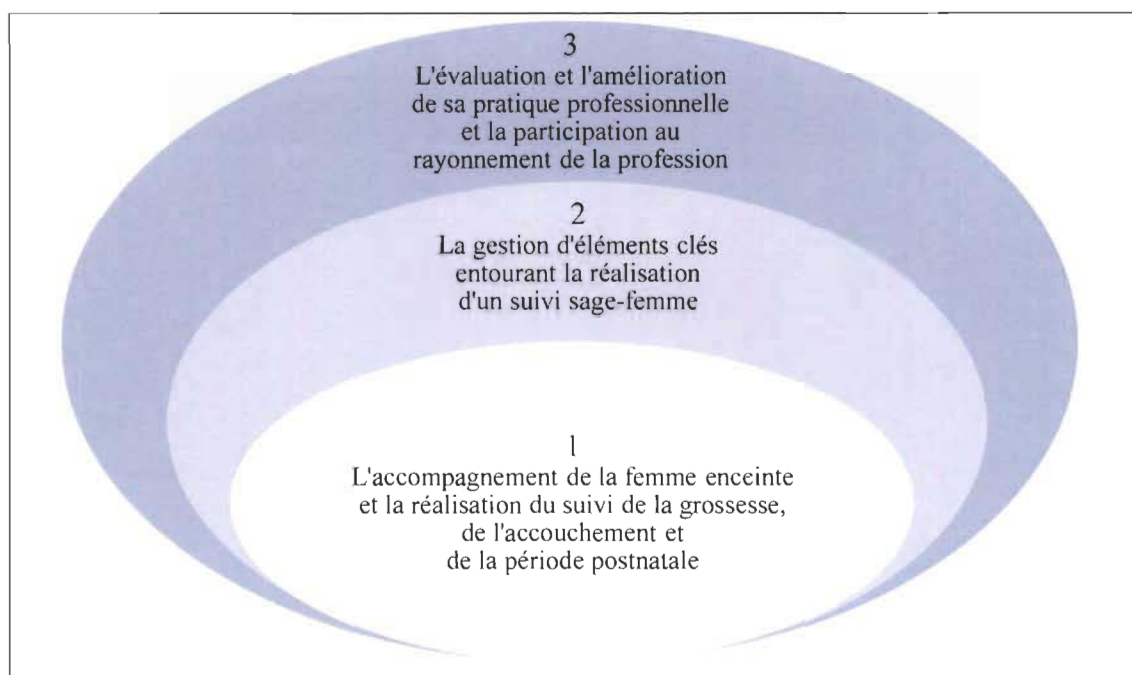 3
L'évaluation et l'amélioration
de sa pratique professionnelle
et la participation au
rayonnement de la profession
2
La gestion d'éléments clés
entourant la réalisation
d'un suivi sage-femme
1
L'accompagnement de la femme enceinte
et la réalisation du suivi de la grossesse,
de l'accouchement et
de la période postnatale